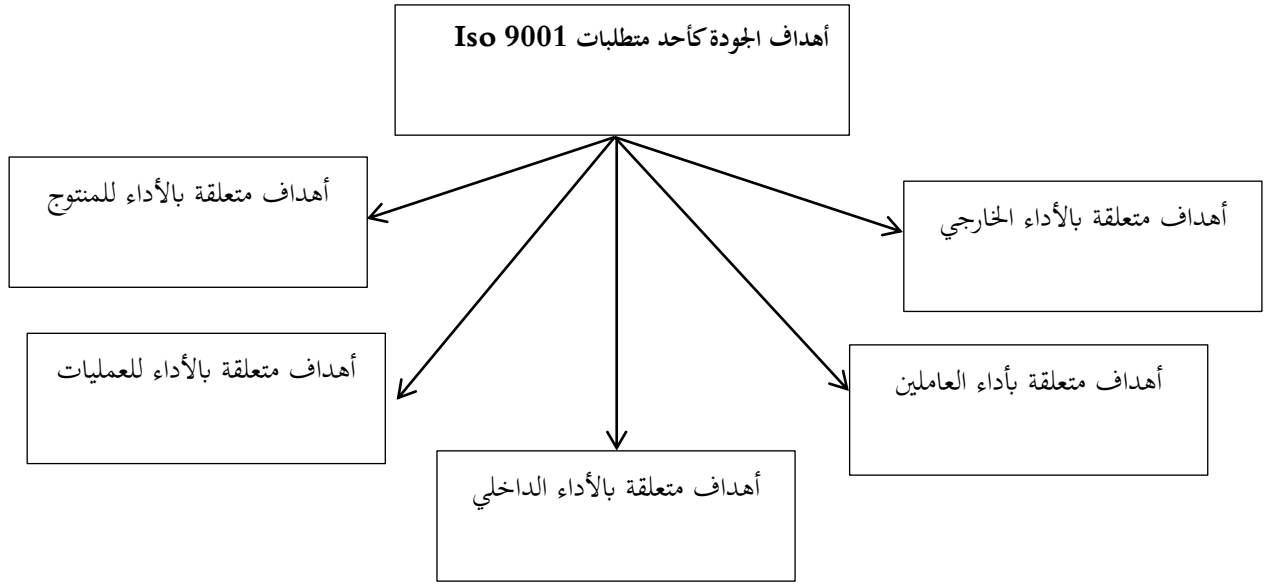 أهداف الجودة كأحد متطلبات Iso 9001
أهداف متعلقة بالأداء الخارجي
أهداف متعلقة بالأداء للمنتوج
أهداف متعلقة بأداء العاملين
أهداف متعلقة بالأداء للعمليات
أهداف متعلقة بالأداء الداخلي